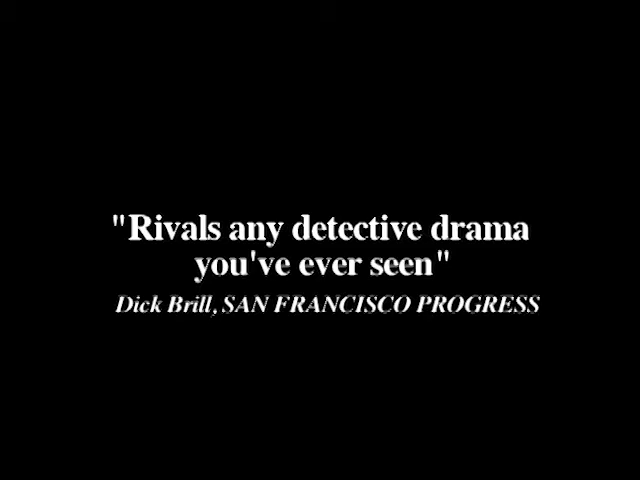 "Rivals any detective drama
you've ever seen"
Dick Brill, SAN FRANCISCO PROGRESS